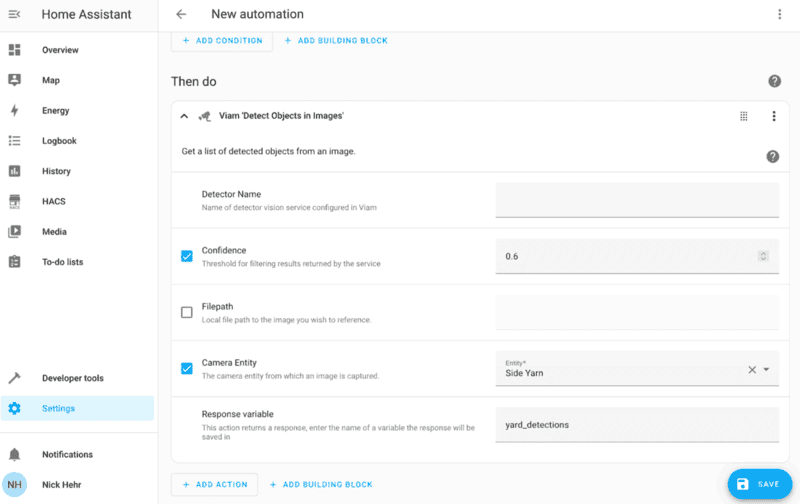 Home Assistant
New automation
Overview
Map
Energy
Logbook
History
HACS
Media
To-do lists
Developer tools
Settings
Notifications
NH
Nick Hehr
+ ADD CONDITION
+ ADD BUILDING BLOCK
Then do
Viam 'Detect Objects in Images'
Get a list of detected objects from an image.
Detector Name
Name of detector vision service configured in Viam
Confidence
Threshold for filtering results returned by the service
0.6
Filepath
Local file path to the image you wish to reference.
Camera Entity
The camera entity from which an image is captured.
Entity*
Side Yarn
Response variable
This action returns a response, enter the name of a variable the response will be
saved in
yard_detections
+ ADD ACTION
+ ADD BUILDING BLOCK
SAVE